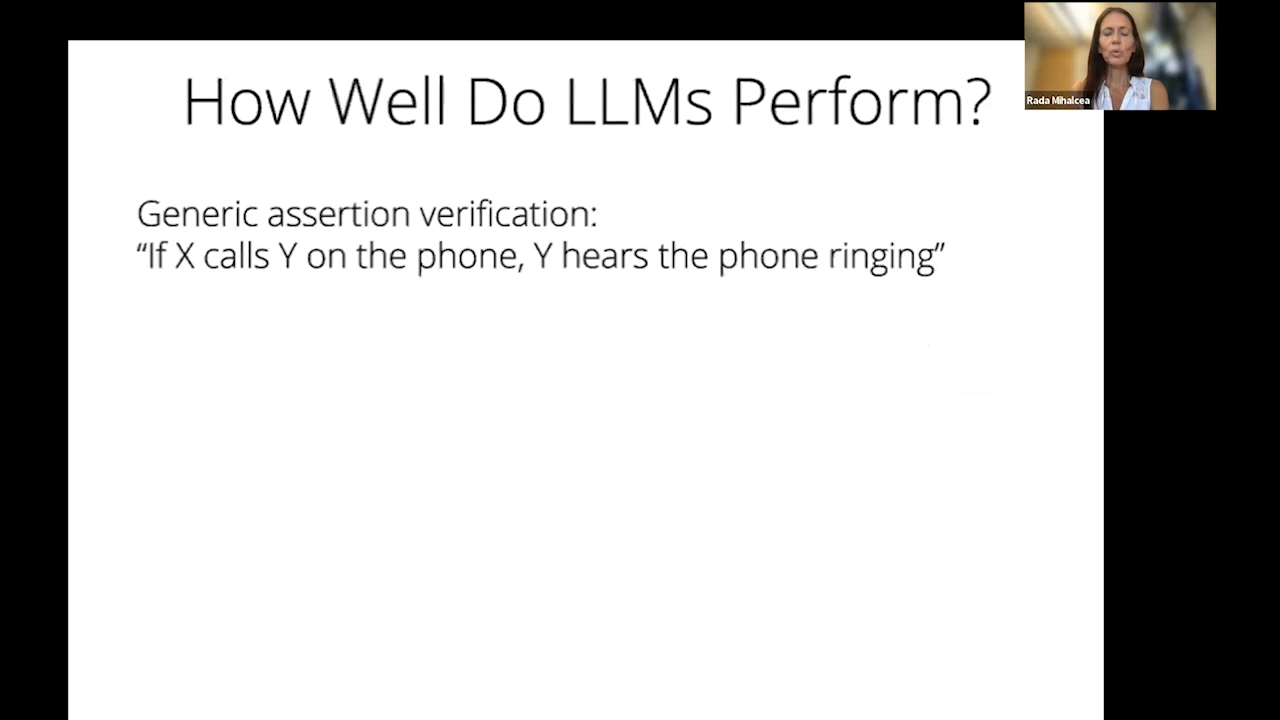 How Well Do LLMs Perform?
Rada Mihalcea
Generic assertion verification:
“If X calls Y on the phone, Y hears the phone ringing”